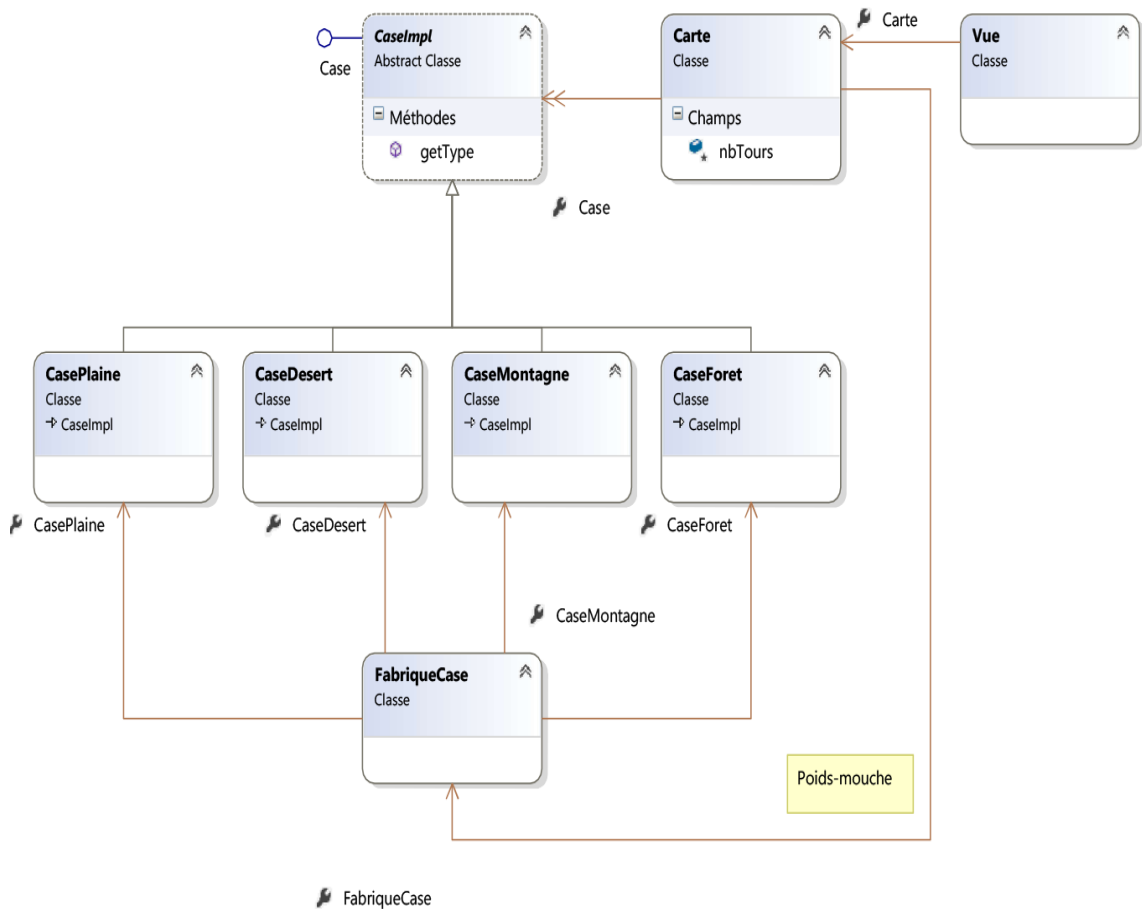 Case
CaseImpl
Abstract Classe
Méthodes
getType
Carte
Classe
Champs
nbTours
Carte
Vue
Classe
Case
CasePlaine
Classe
CaseImpl
CaseDesert
Classe
CaseImpl
CaseMontagne
Classe
CaseImpl
CaseForet
Classe
CaseImpl
CasePlaine
CaseDesert
CaseForet
CaseMontagne
FabriqueCase
Classe
Poids-mouche
FabriqueCase